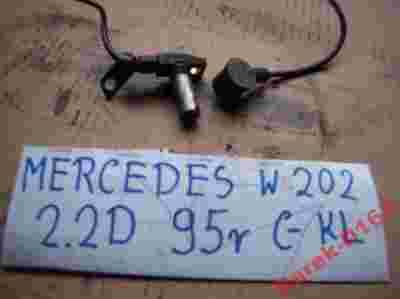 MERCEDES W 202
2.2D 95r C-KL